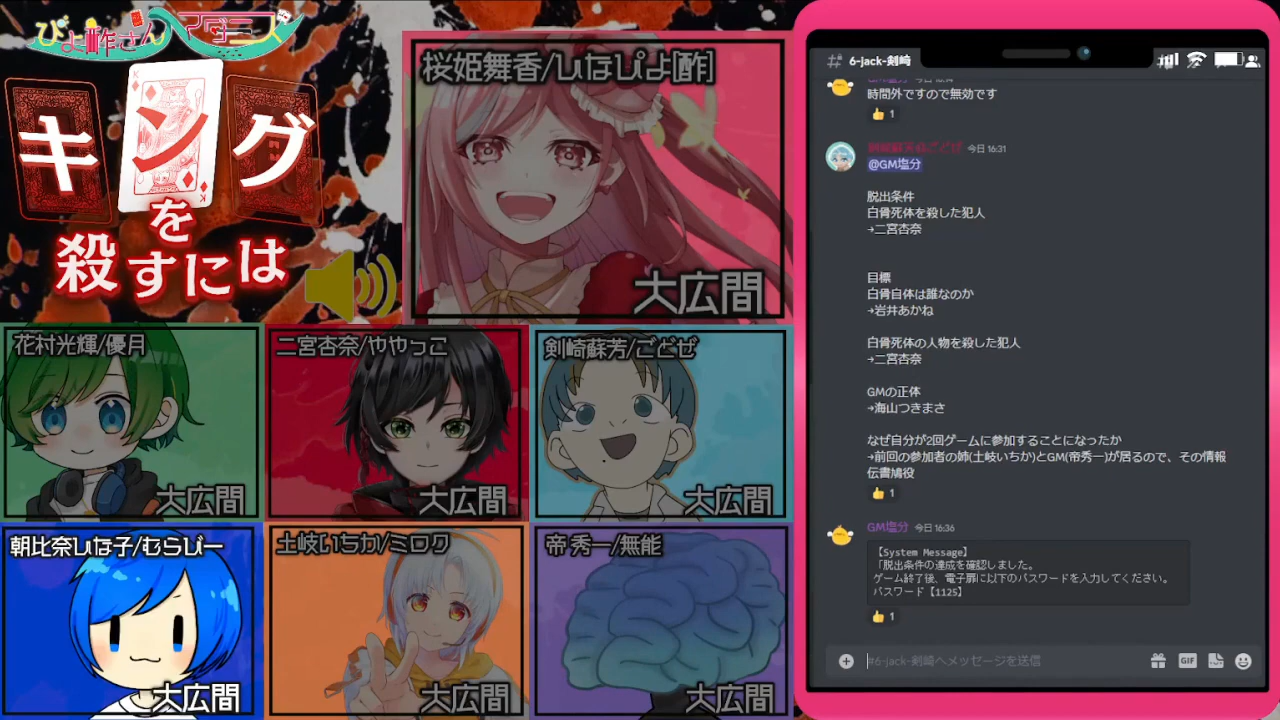 ぴよ酢さん マダミス
キングを
殺すには
桜姫舞香/ひなぴよ[酢]
大広間
花村光輝/優月
大広間
二宮杏奈/ややっこ
大広間
剣崎蘇芳/ごどぜ
大広間
朝比奈ひな子/むらびー
大広間
土岐いちか/ミロク
大広間
帝 秀一/無能
大広間
# 6-jack-剣崎
GM塩分 今日
時間外ですので無効です
👍 1
今日 16:31
@GM塩分
脱出条件
白骨死体を殺した犯人
→二宮杏奈
目標
白骨自体は誰なのか
→岩井あかね
白骨死体の人物を殺した犯人
→二宮杏奈
GMの正体
→海山つきまさ
なぜ自分が2回ゲームに参加することになったか
→前回の参加者の姉(土岐いちか)とGM(帝秀一)が居るので、その情報
伝書鳩役
👍 1
GM塩分 今日 16:36
【System Message】
「脱出条件の達成を確認しました。
ゲーム終了後、電子扉に以下のパスワードを入力してください。
パスワード【1125】
👍 1
#6-jack-剣崎へメッセージを送信
GIF